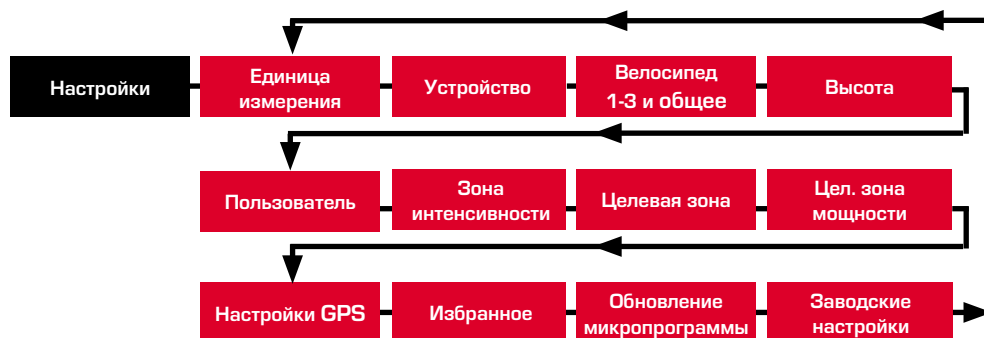 Настройки
Единица
измерения
Устройство
Велосипед
1-3 и общее
Высота
Пользователь
Зона
интенсивности
Целевая зона
Цел. зона
мощности
Настройки GPS
Избранное
Обновление
микропрограммы
Заводские
настройки